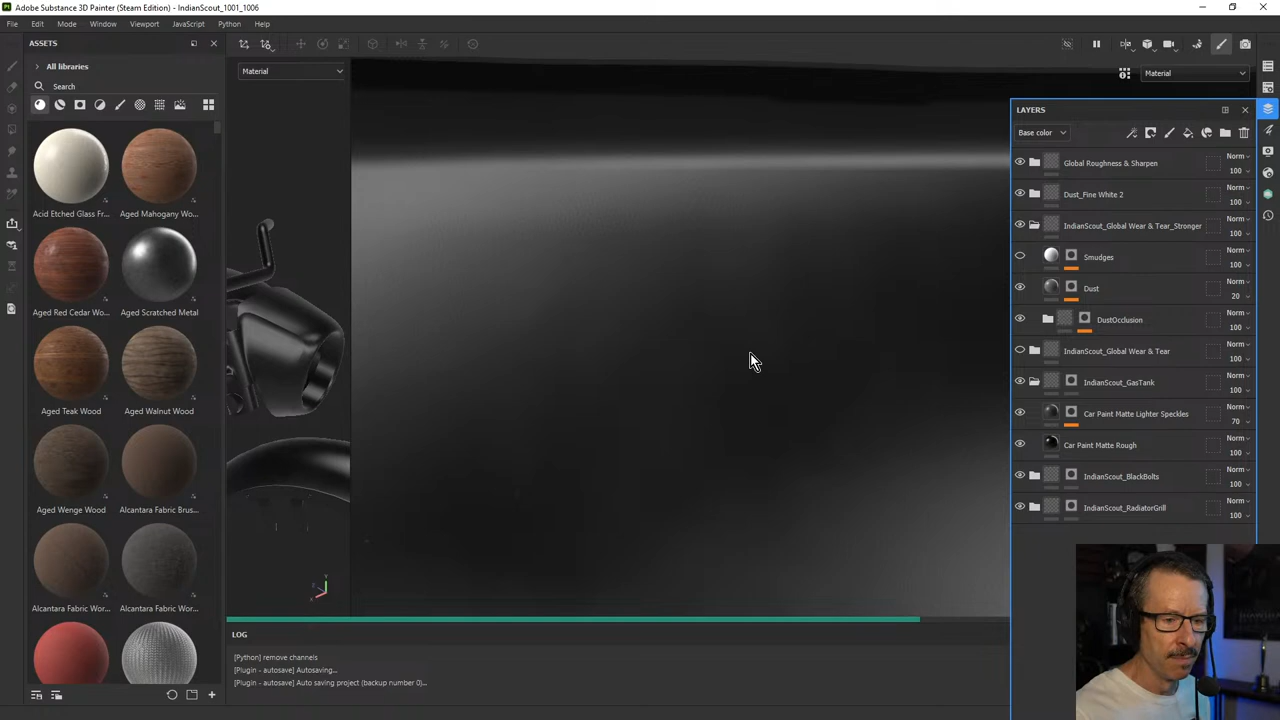 Pt Adobe Substance 3D Painter (Steam Edition) - IndianScout_1001_1006
File Edit Mode Window Viewport JavaScript Python Help
ASSETS
All libraries
Search
Acid Etched Glass Fr...
Aged Mahogany Wo...
Aged Red Cedar Wo...
Aged Scratched Metal
Aged Teak Wood
Aged Walnut Wood
Aged Wenge Wood
Alcantara Fabric Brus...
Alcantara Fabric Wor...
Alcantara Fabric Wor...
Material
Material
LOG
[Python] remove channels
[Plugin - autosave] Autosaving...
[Plugin - autosave] Auto saving project (backup number 0)...
LAYERS
Base color
Global Roughness & Sharpen Norm 100
Dust_Fine White 2 Norm 100
IndianScout_Global Wear & Tear_Stronger Norm 100
Smudges Norm 100
Dust Norm 20
DustOcclusion Norm 100
IndianScout_Global Wear & Tear Norm 100
IndianScout_GasTank Norm 100
Car Paint Matte Lighter Speckles Norm 70
Car Paint Matte Rough Norm 100
IndianScout_BlackBolts Norm 100
IndianScout_RadiatorGrill Norm 100